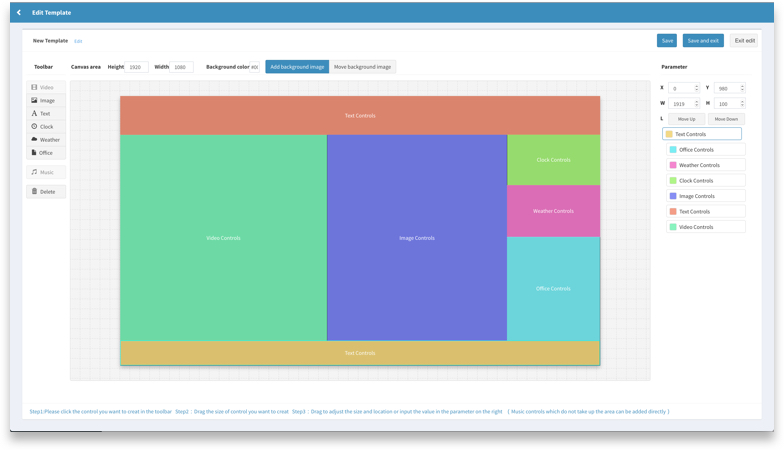 Edit Template
New Template Edit
Save Save and exit Exit edit
Toolbar Canvas area Height 1920 Width 1080 Background color Add background image Move background image Parameter
Video
Image
Text
Clock
Weather
Office
Music
Delete
Text Controls
Video Controls
Image Controls
Clock Controls
Weather Controls
Office Controls
Text Controls
X 0 Y 980
W 1919 H 100
L Move Up Move Down
Text Controls
Office Controls
Weather Controls
Clock Controls
Image Controls
Text Controls
Video Controls
Step1:Please click the control you want to creat in the toolbar Step2 : Drag the size of control you want to creat Step3 : Drag to adjust the size and location or input the value in the parameter on the right ( Music controls which do not take up the area can be added directly )